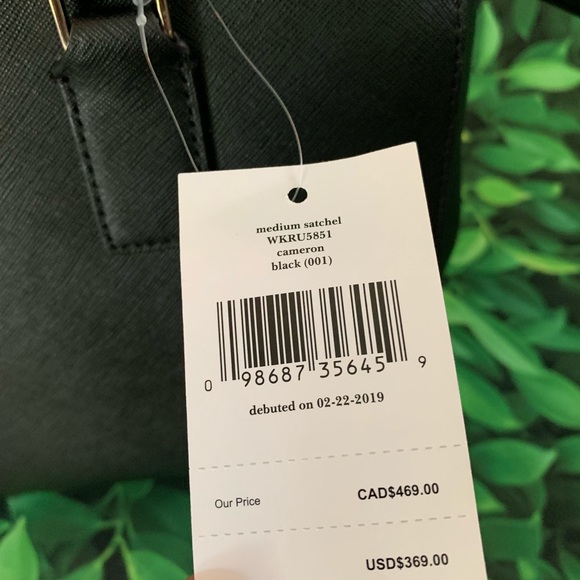 medium satchel
WKRU5851
cameron
black (001)
0 98687 35645 9
debuted on 02-22-2019
Our Price CAD$469.00
USD$369.00